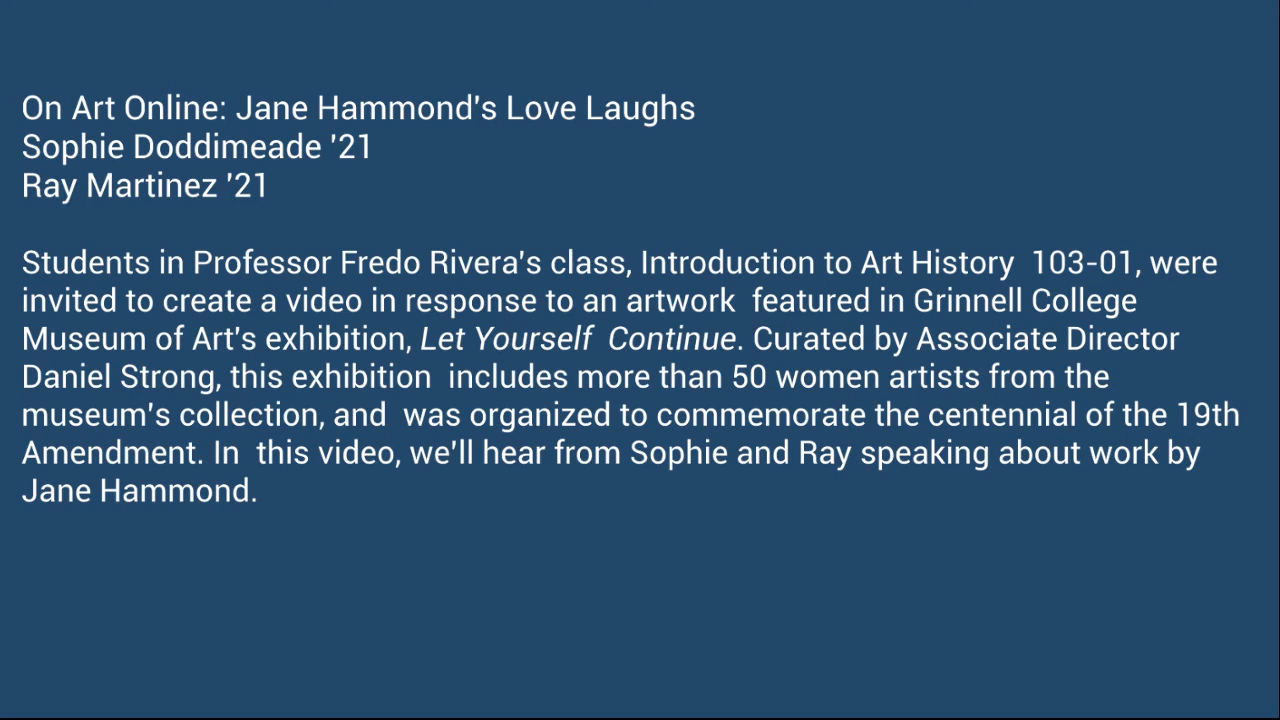 On Art Online: Jane Hammond's Love Laughs
Sophie Doddimeade '21
Ray Martinez '21
Students in Professor Fredo Rivera's class, Introduction to Art History  103-01, were
invited to create a video in response to an artwork  featured in Grinnell College
Museum of Art's exhibition, Let Yourself  Continue. Curated by Associate Director
Daniel Strong, this exhibition  includes more than 50 women artists from the
museum's collection, and  was organized to commemorate the centennial of the 19th
Amendment. In  this video, we'll hear from Sophie and Ray speaking about work by
Jane Hammond.